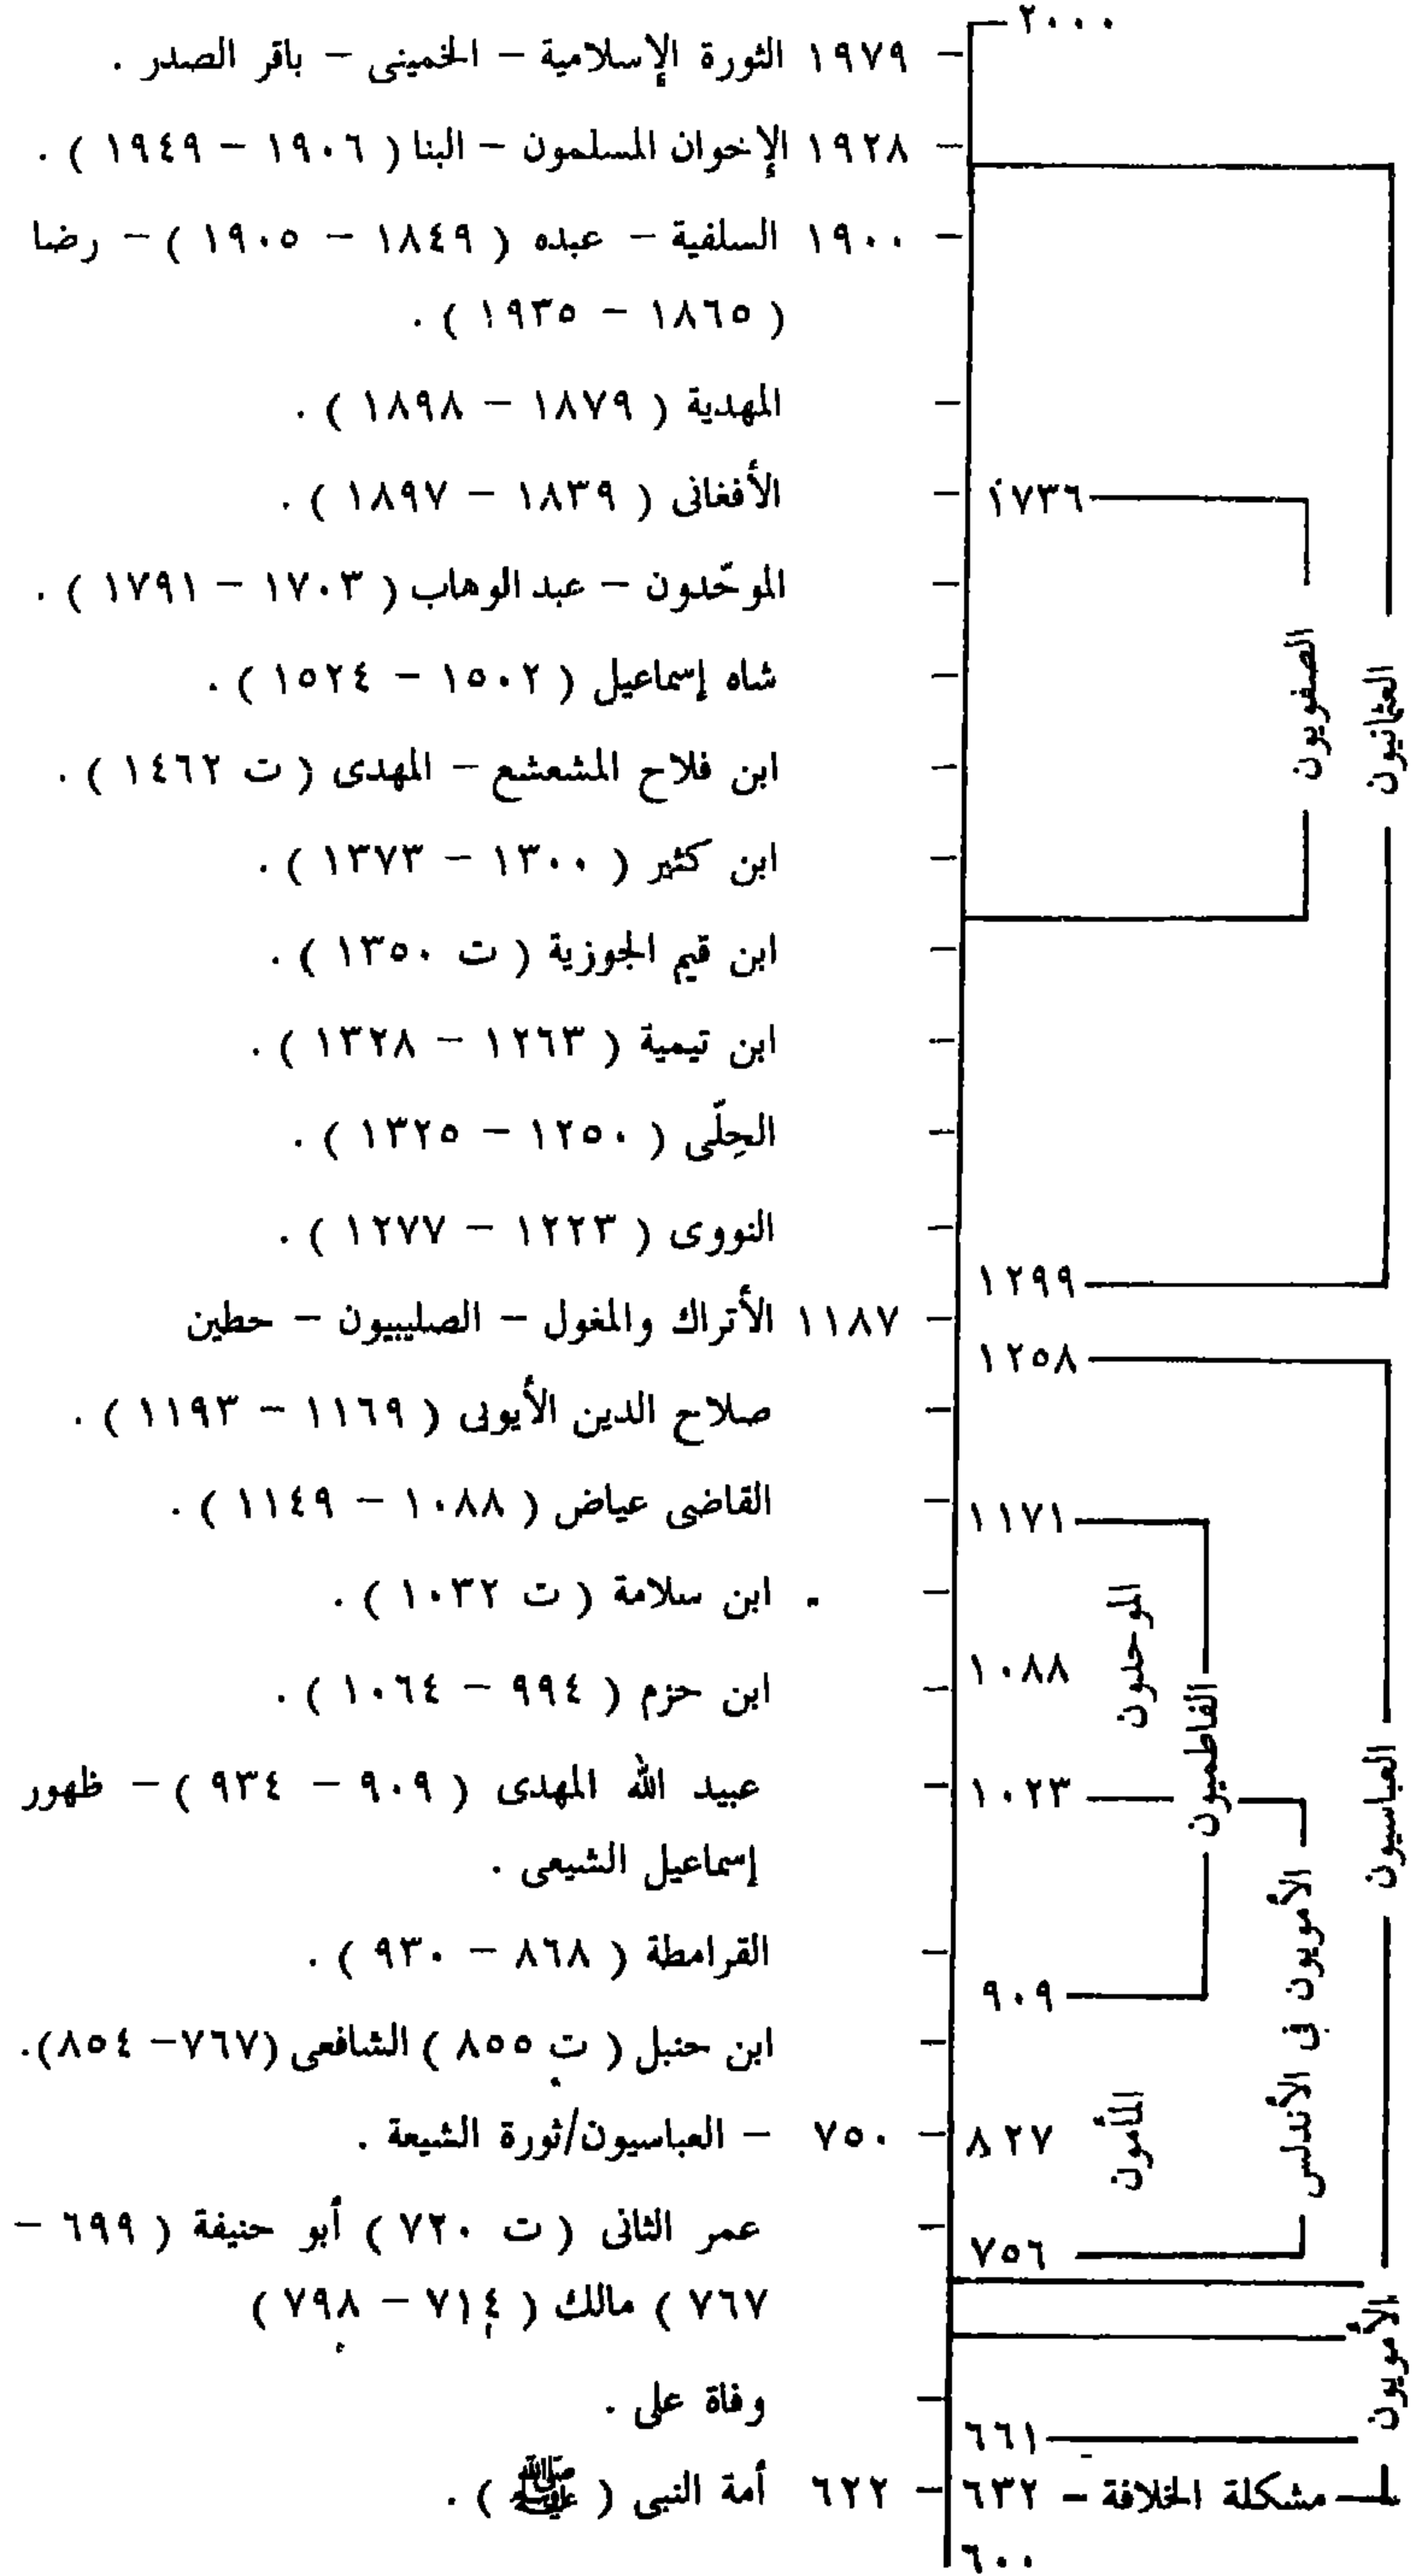 ٢٠٠٠
١٩٧٩ الثورة الإسلامية – الخمينى – باقر الصدر .
١٩٢٨ الإخوان المسلمون – البنا ( ١٩٠٦ – ١٩٤٩ ) .
١٩٠٠ السلفية – عبده ( ١٨٤٩ – ١٩٠٥ ) – رضا
( ١٨٦٥ – ١٩٣٥ ) .
المهدية ( ١٨٧٩ – ١٨٩٨ ) .
الأفغانى ( ١٨٣٩ – ١٨٩٧ ) .
الموحّدون – عبد الوهاب ( ١٧٠٣ – ١٧٩١ ) .
شاه إسماعيل ( ١٥٠٢ – ١٥٢٤ ) .
ابن فلاح المشعشع – المهدى ( ت ١٤٦٢ ) .
ابن كثير ( ١٣٠٠ – ١٣٧٣ ) .
ابن قيم الجوزية ( ت ١٣٥٠ ) .
ابن تيمية ( ١٢٦٣ – ١٣٢٨ ) .
الحِلّى ( ١٢٥٠ – ١٣٢٥ ) .
النووى ( ١٢٢٣ – ١٢٧٧ ) .
١١٨٧ الأتراك والمغول – الصليبيون – حطين
صلاح الدين الأيوبى ( ١١٦٩ – ١١٩٣ ) .
القاضى عياض ( ١٠٨٨ – ١١٤٩ ) .
ابن سلامة ( ت ١٠٣٢ ) .
ابن حزم ( ٩٩٤ – ١٠٦٤ ) .
عبيد الله المهدى ( ٩٠٩ – ٩٣٤ ) – ظهور
إسماعيل الشيعى .
القرامطة ( ٨٦٨ – ٩٣٠ ) .
ابن حنبل ( ت ٨٥٥ ) الشافعى (٧٦٧– ٨٥٤).
٧٥٠ – العباسيون/ثورة الشيعة .
عمر الثانى ( ت ٧٢٠ ) أبو حنيفة ( ٦٩٩ –
٧٦٧ ) مالك ( ٧١٤ – ٧٩٨ )
وفاة على .
٦٢٢ أمة النبى ( ﷺ ) .
١٧٣٦
الصفويون
العثمانيون
١٢٩٩
١٢٥٨
١١٧١
الموحدون
١٠٨٨
الفاطميون
١٠٢٣
العباسيون
الأمويون فى الأندلس
٩٠٩
المأمون
٨٢٧
٧٥٦
الأمويون
٦٦١
مشكلة الخلافة – ٦٣٢
٦٠٠